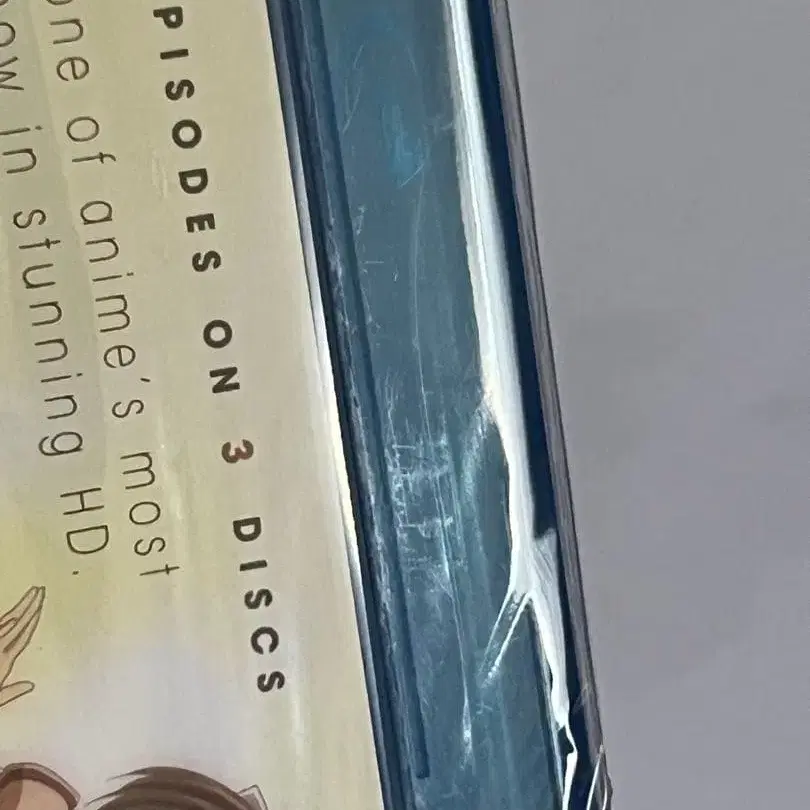 PISODES ON 3 DISCS
one of anime's most
ow in stunning HD.